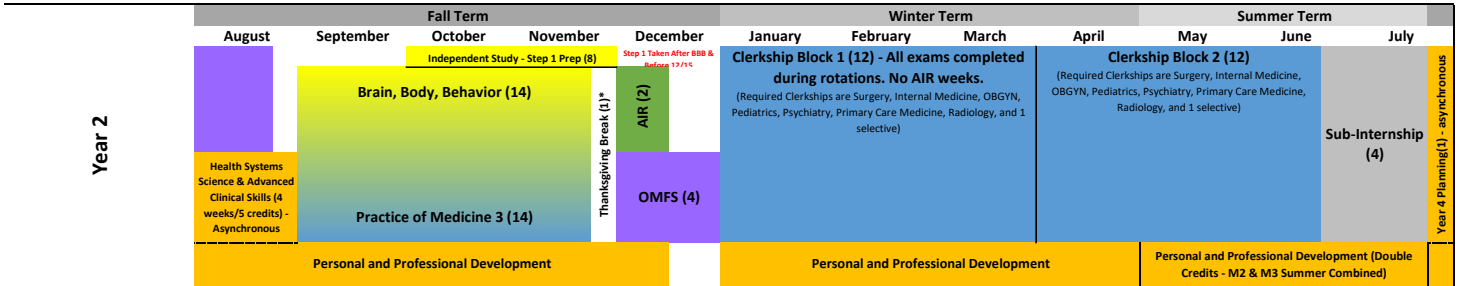 Fall Term
Winter Term
Summer Term
August
September
October
November
December
January
February
March
April
May
June
July
Year 2
Independent Study - Step 1 Prep (8)
Step 1 Taken After BBB &
Before 12/15
Brain, Body, Behavior (14)
Practice of Medicine 3 (14)
Health Systems
Science & Advanced
Clinical Skills (4
weeks/5 credits) -
Asynchronous
Thanksgiving Break (1)*
AIR (2)
OMFS (4)
Clerkship Block 1 (12) - All exams completed
during rotations. No AIR weeks.
(Required Clerkships are Surgery, Internal Medicine, OBGYN,
Pediatrics, Psychiatry, Primary Care Medicine, Radiology, and 1
selective)
Clerkship Block 2 (12)
(Required Clerkships are Surgery, Internal Medicine,
OBGYN, Pediatrics, Psychiatry, Primary Care Medicine,
Radiology, and 1 selective)
Sub-Internship
(4)
Year 4 Planning(1) - asynchronous
Personal and Professional Development
Personal and Professional Development
Personal and Professional Development (Double
Credits - M2 & M3 Summer Combined)